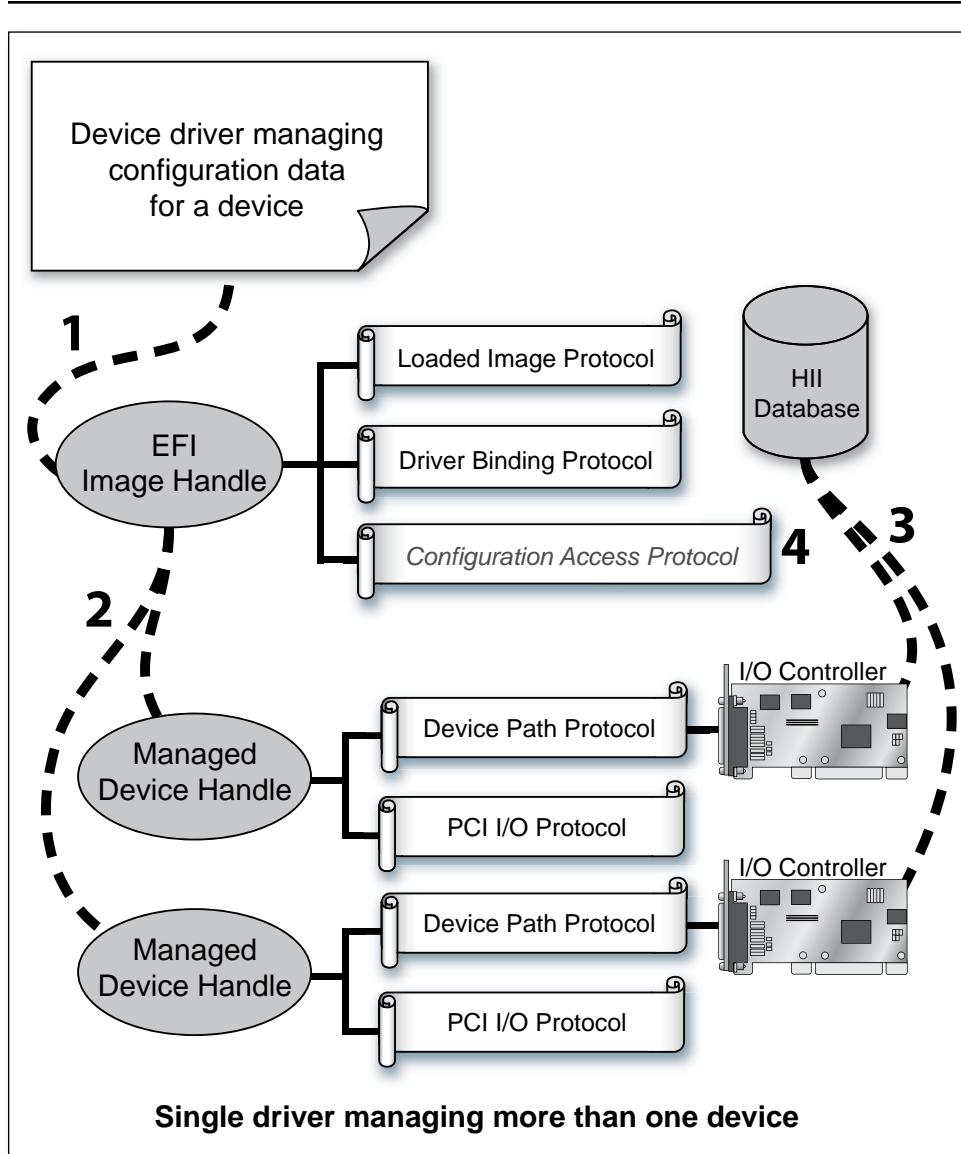 Device driver managing
configuration data
for a device
1
Loaded Image Protocol
HII
Database
EFI
Image Handle
Driver Binding Protocol
3
Configuration Access Protocol
4
2
I/O Controller
Device Path Protocol
Managed
Device Handle
PCI I/O Protocol
I/O Controller
Device Path Protocol
Managed
Device Handle
PCI I/O Protocol
Single driver managing more than one device